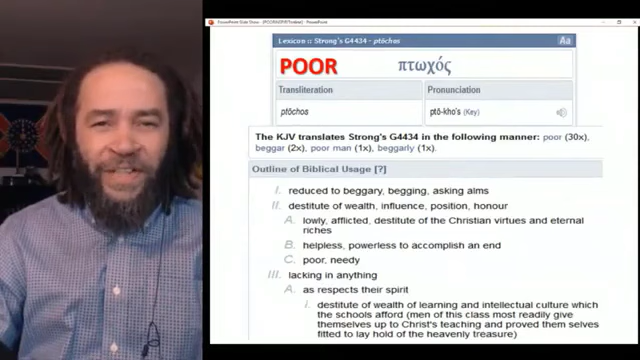 PowerPoint Slide Show - [POORINSPIRITonline] - PowerPoint
Lexicon :: Strong's G4434 - ptōchos
Aa
POOR πτωχός
Transliteration
Pronunciation
ptōchos
ptō-kho's (Key)
The KJV translates Strong's G4434 in the following manner: poor (30x),
beggar (2x), poor man (1x), beggarly (1x).
Outline of Biblical Usage [?]
I. reduced to beggary, begging, asking alms
II. destitute of wealth, influence, position, honour
A. lowly, afflicted, destitute of the Christian virtues and eternal
riches
B. helpless, powerless to accomplish an end
C. poor, needy
III. lacking in anything
A. as respects their spirit
i. destitute of wealth of learning and intellectual culture which
the schools afford (men of this class most readily give
themselves up to Christ's teaching and proved them selves
fitted to lay hold of the heavenly treasure)